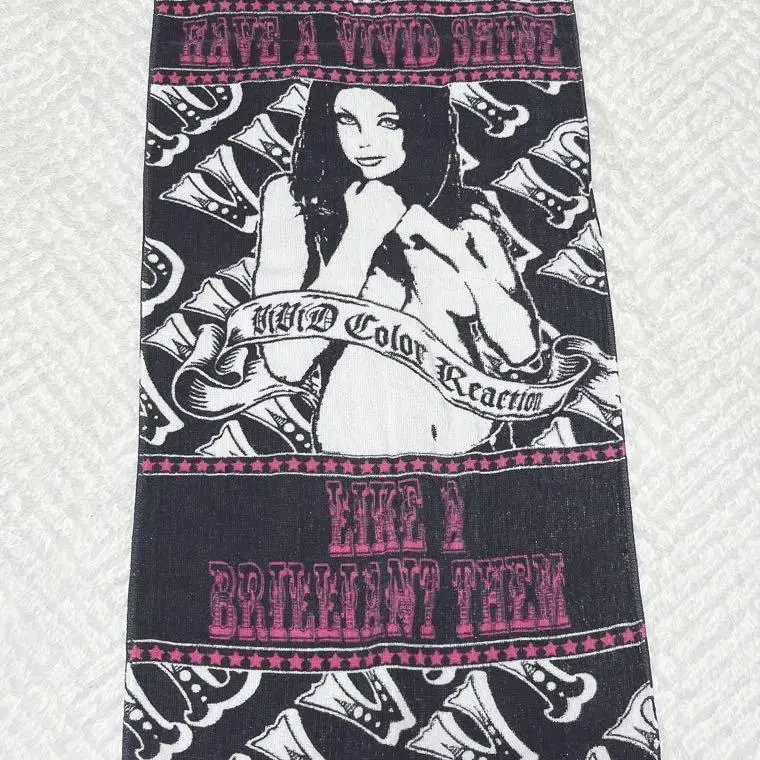 HAVE A VIVID SHINE
ViViD Color Reaction
LIKE A
BRILLIANT THEM